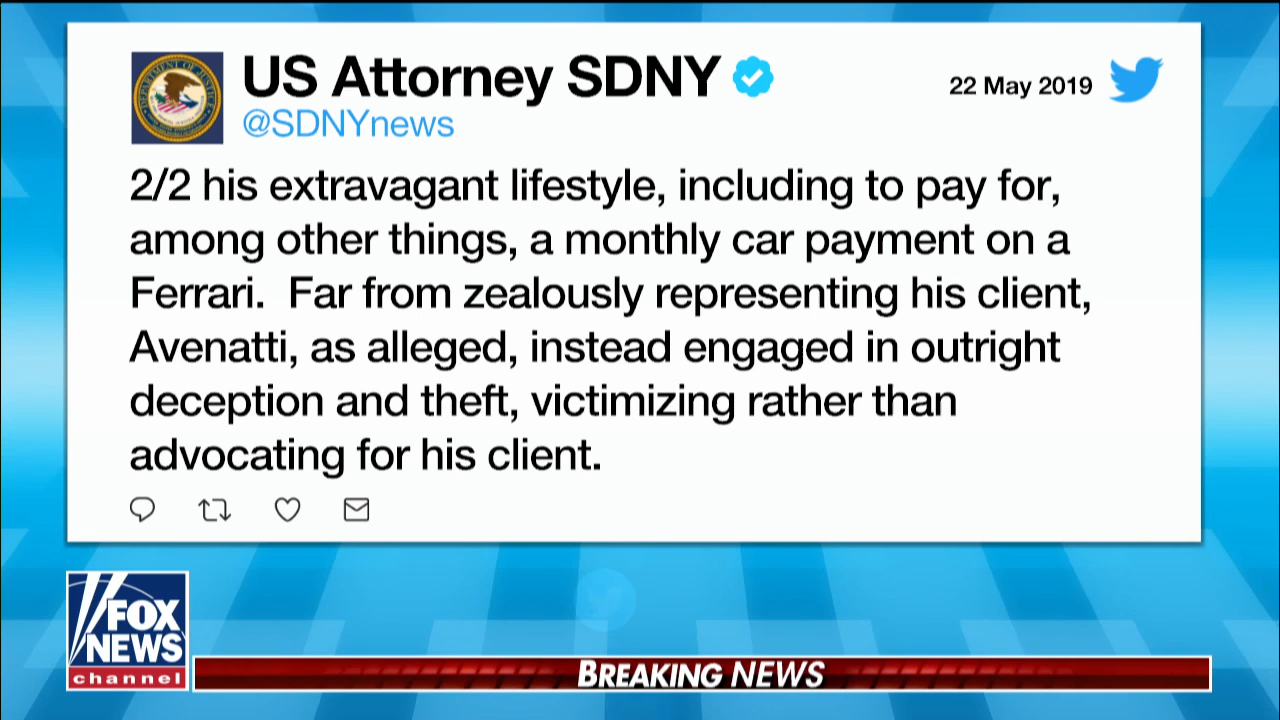 US Attorney SDNY
@SDNYnews
22 May 2019
2/2 his extravagant lifestyle, including to pay for,
among other things, a monthly car payment on a
Ferrari.  Far from zealously representing his client,
Avenatti, as alleged, instead engaged in outright
deception and theft, victimizing rather than
advocating for his client.
FOX
NEWS
channel
BREAKING NEWS